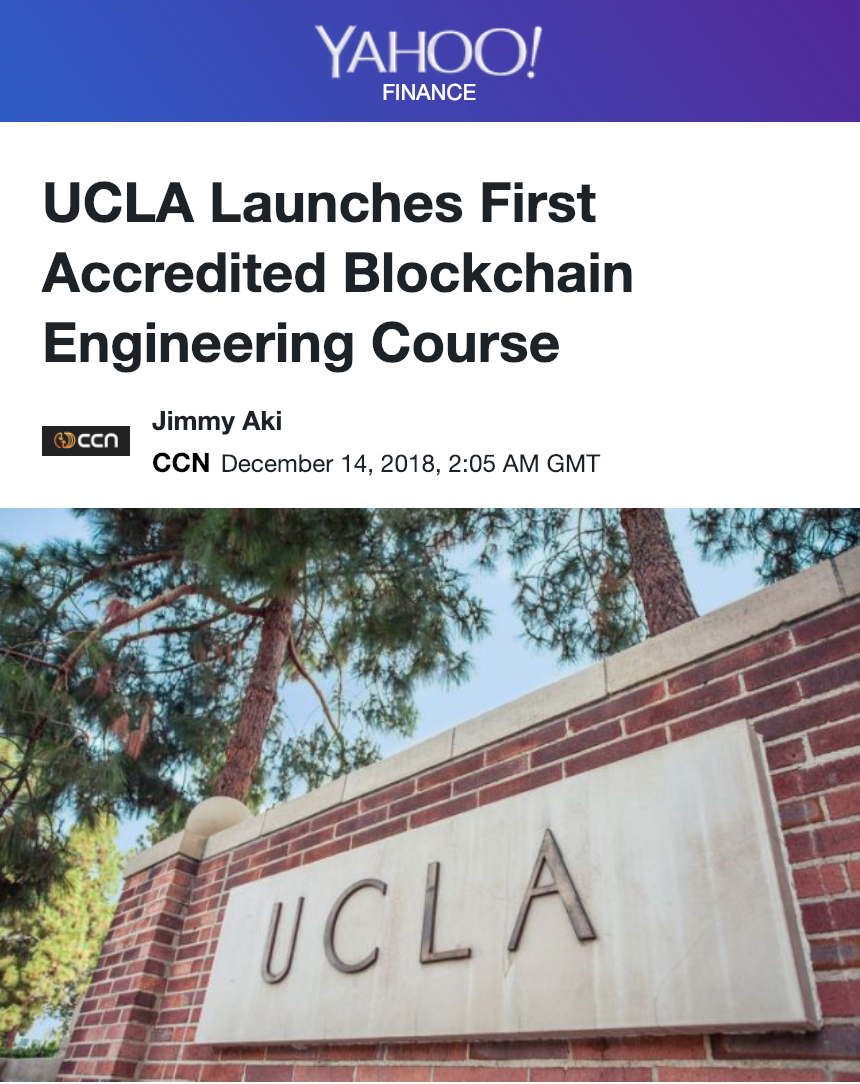 YAHOO!
FINANCE
UCLA Launches First
Accredited Blockchain
Engineering Course
ccn
Jimmy Aki
CCN December 14, 2018, 2:05 AM GMT
UCLA